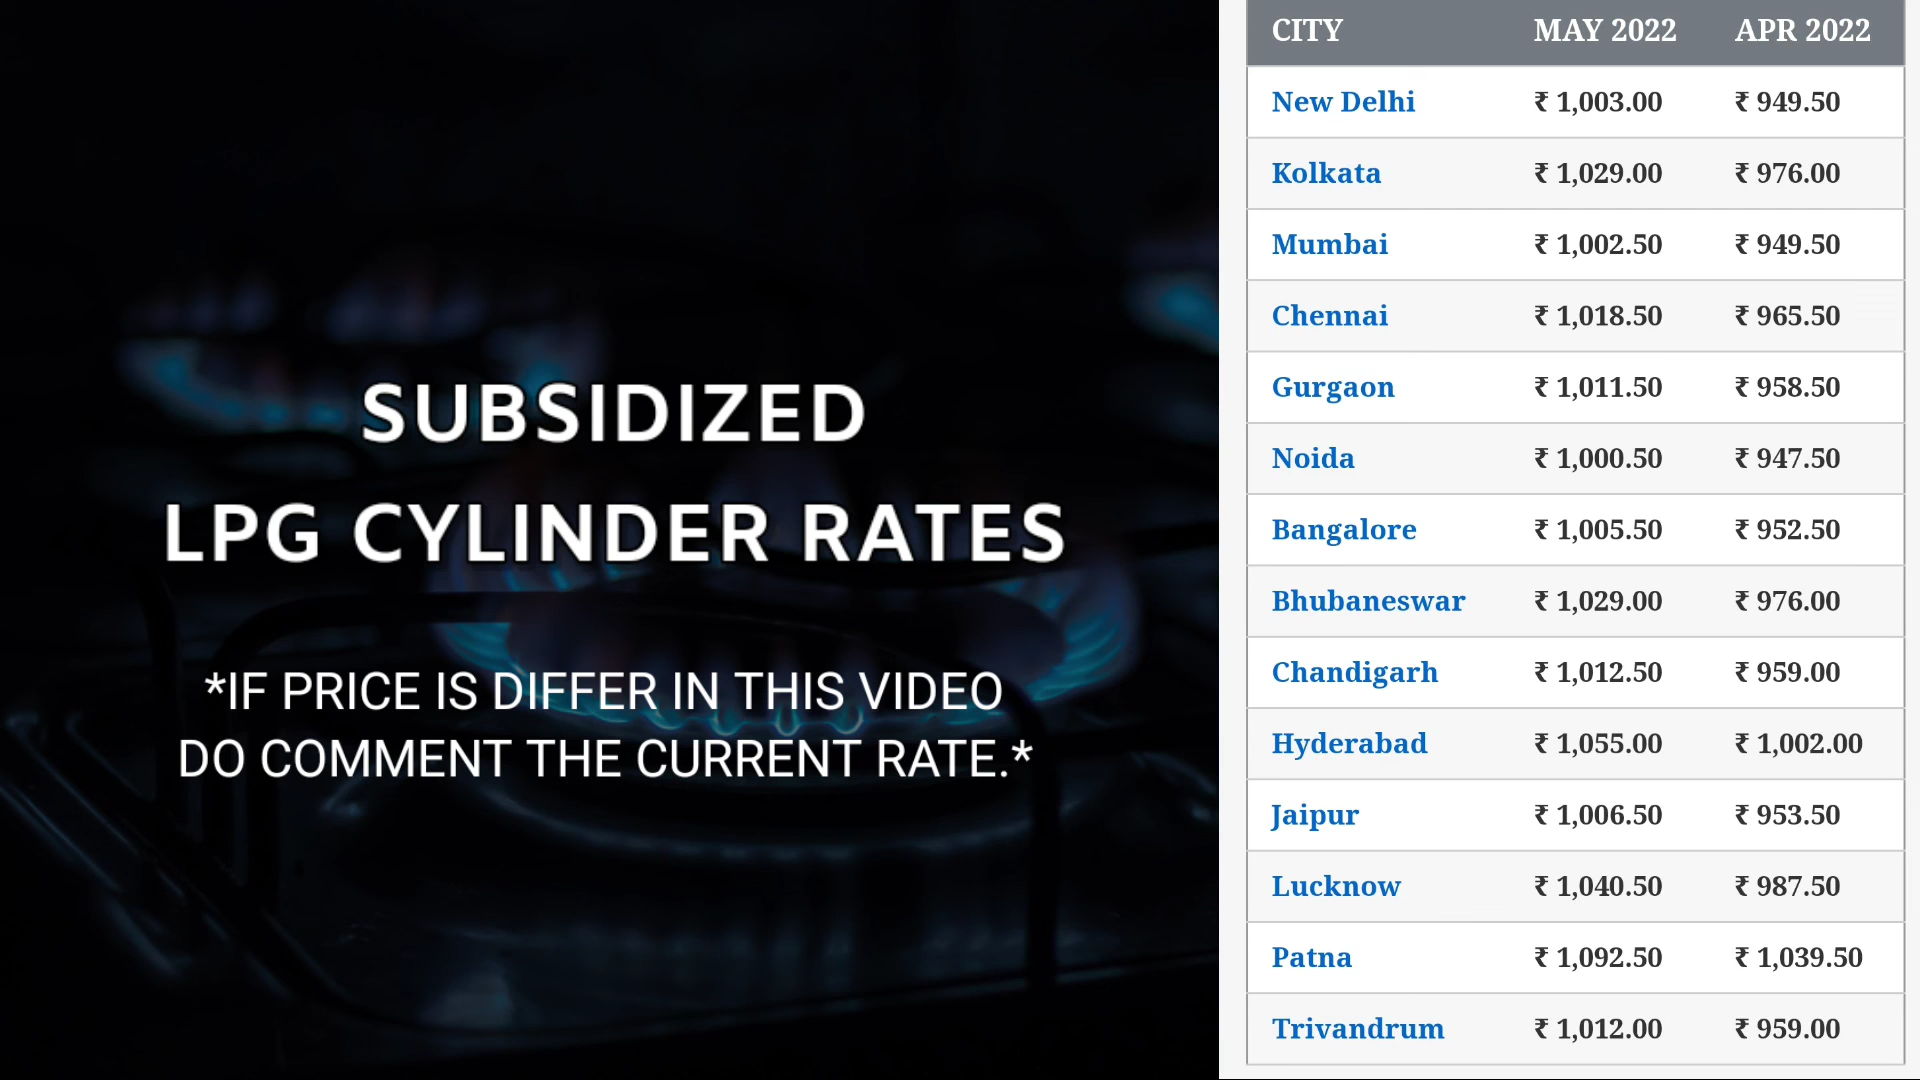 SUBSIDIZED
LPG CYLINDER RATES
*IF PRICE IS DIFFER IN THIS VIDEO
DO COMMENT THE CURRENT RATE.*
CITY MAY 2022 APR 2022
New Delhi ₹ 1,003.00 ₹ 949.50
Kolkata ₹ 1,029.00 ₹ 976.00
Mumbai ₹ 1,002.50 ₹ 949.50
Chennai ₹ 1,018.50 ₹ 965.50
Gurgaon ₹ 1,011.50 ₹ 958.50
Noida ₹ 1,000.50 ₹ 947.50
Bangalore ₹ 1,005.50 ₹ 952.50
Bhubaneswar ₹ 1,029.00 ₹ 976.00
Chandigarh ₹ 1,012.50 ₹ 959.00
Hyderabad ₹ 1,055.00 ₹ 1,002.00
Jaipur ₹ 1,006.50 ₹ 953.50
Lucknow ₹ 1,040.50 ₹ 987.50
Patna ₹ 1,092.50 ₹ 1,039.50
Trivandrum ₹ 1,012.00 ₹ 959.00